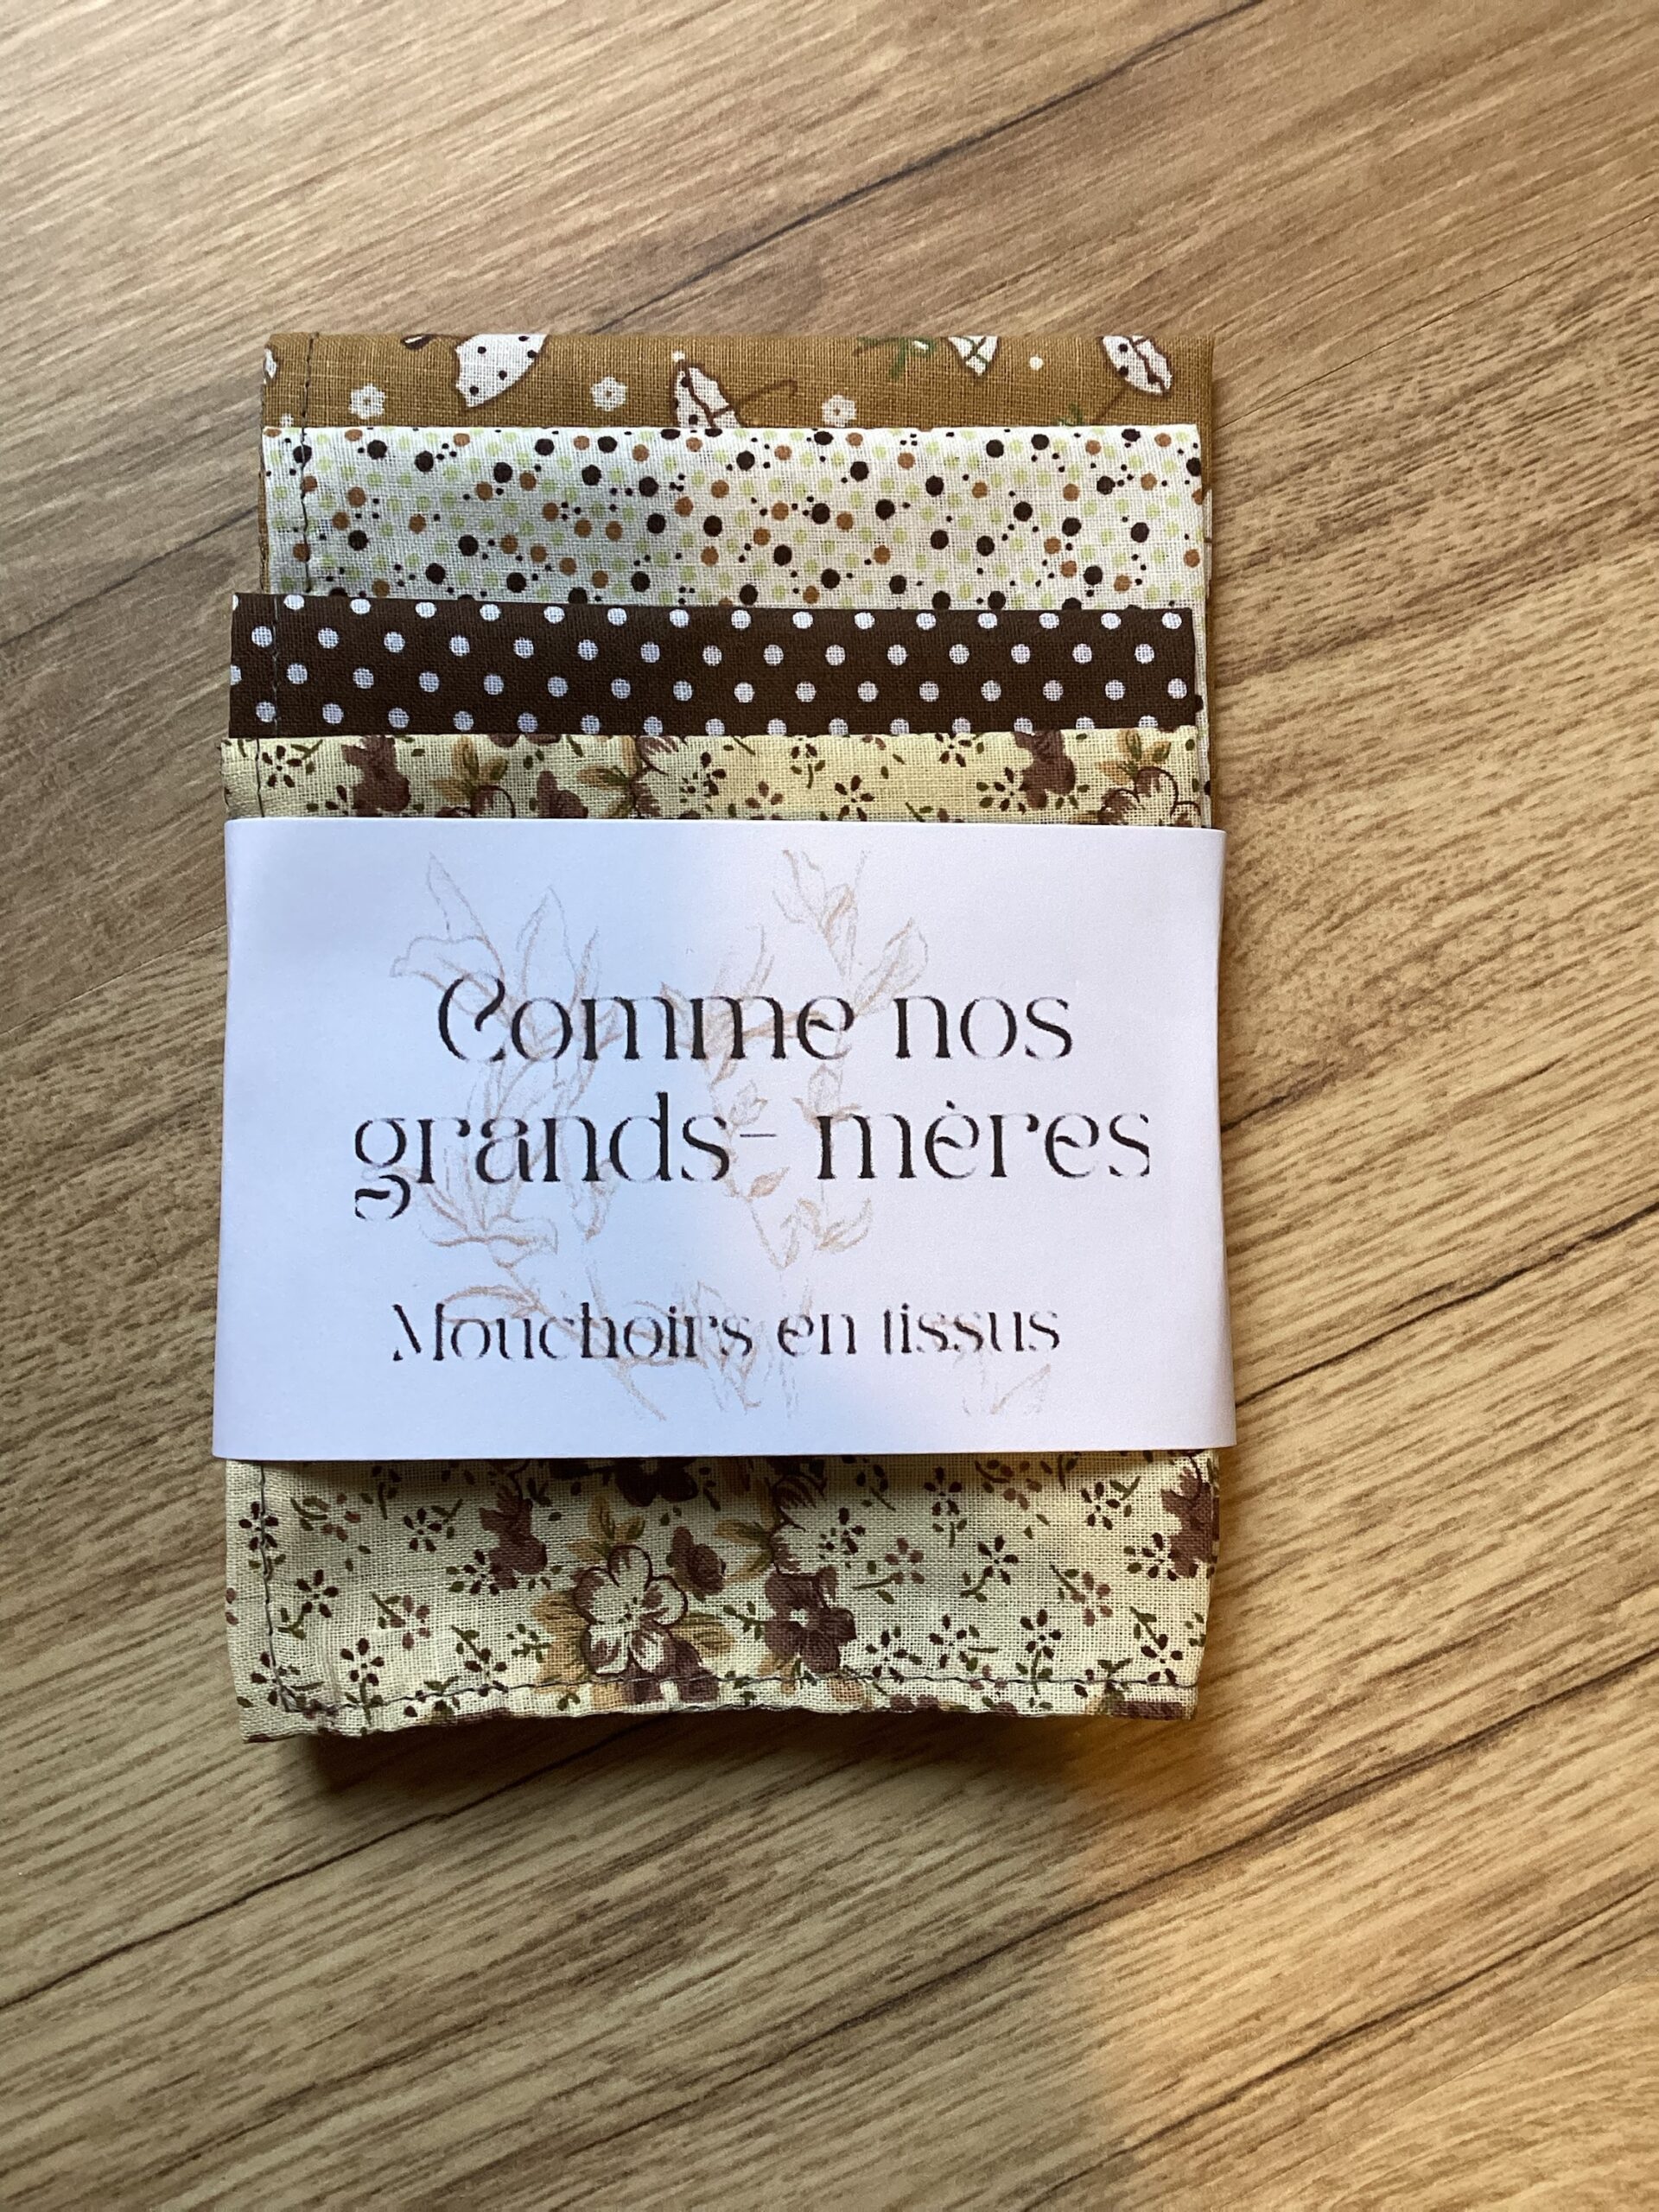 Comme nos
grands- mères
Mouchoirs en tissus